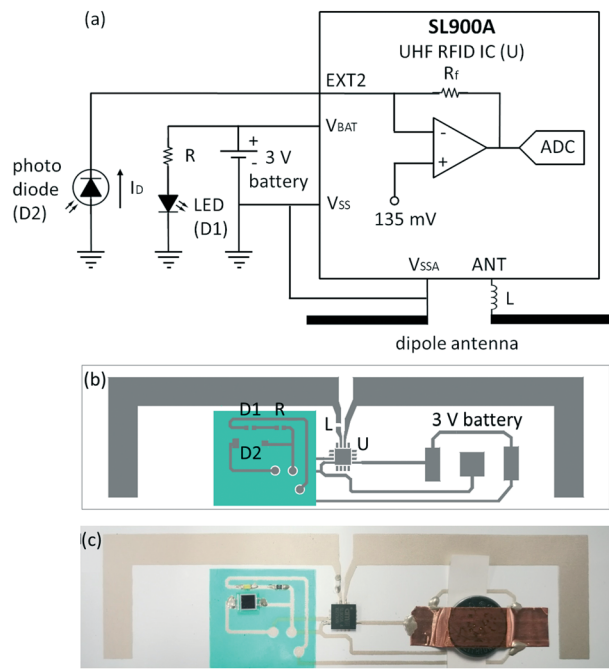 (a)
SL900A
UHF RFID IC (U)
Rf
EXT2
VBAT
R
+
-
3 V
battery
-
+
ADC
photo
diode
(D2)
ID
LED
(D1)
VSS
135 mV
VSSA
ANT
L
dipole antenna
(b)
D1 R
L
3 V battery
D2
U
(c)